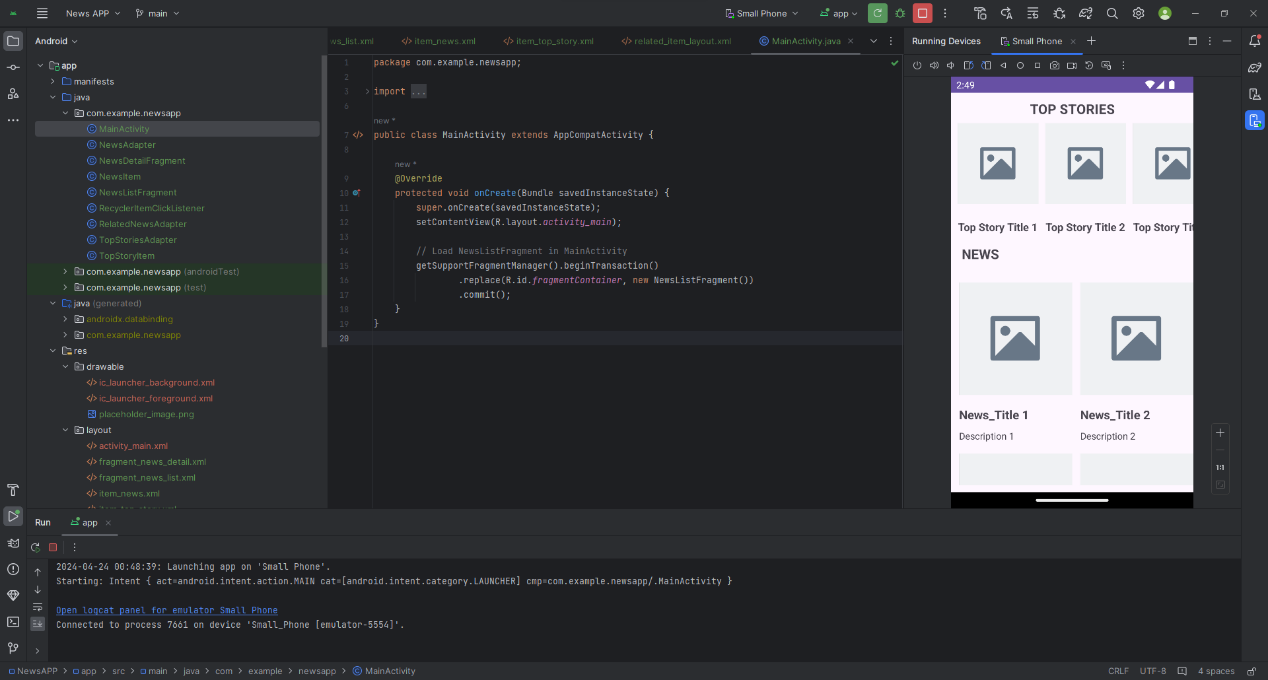 News APP
main
Small Phone
app
Android
ws_list.xml
item_news.xml
item_top_story.xml
related_item_layout.xml
MainActivity.java
Running Devices
Small Phone
app
manifests
java
com.example.newsapp
MainActivity
NewsAdapter
NewsDetailFragment
NewsItem
NewsListFragment
RecyclerItemClickListener
RelatedNewsAdapter
TopStoriesAdapter
TopStoryItem
com.example.newsapp (androidTest)
com.example.newsapp (test)
java (generated)
androidx.databinding
com.example.newsapp
res
drawable
ic_launcher_background.xml
ic_launcher_foreground.xml
placeholder_image.png
layout
activity_main.xml
fragment_news_detail.xml
fragment_news_list.xml
item_news.xml
1 package com.example.newsapp;
2
3 import ...
6
new *
7 public class MainActivity extends AppCompatActivity {
8
new *
9 @Override
10 protected void onCreate(Bundle savedInstanceState) {
11 super.onCreate(savedInstanceState);
12 setContentView(R.layout.activity_main);
13
14 // Load NewsListFragment in MainActivity
15 getSupportFragmentManager().beginTransaction()
16 .replace(R.id.fragmentContainer, new NewsListFragment())
17 .commit();
18 }
19 }
20
2:49
TOP STORIES
Top Story Title 1 Top Story Title 2 Top Story Tit
NEWS
News_Title 1 News_Title 2
Description 1 Description 2
1:1
Run
app
2024-04-24 00:48:39: Launching app on 'Small Phone'.
Starting: Intent { act=android.intent.action.MAIN cat=[android.intent.category.LAUNCHER] cmp=com.example.newsapp/.MainActivity }
Open logcat panel for emulator Small Phone
Connected to process 7661 on device 'Small_Phone [emulator-5554]'.
NewsAPP > app > src > main > java > com > example > newsapp > MainActivity
CRLF UTF-8 4 spaces